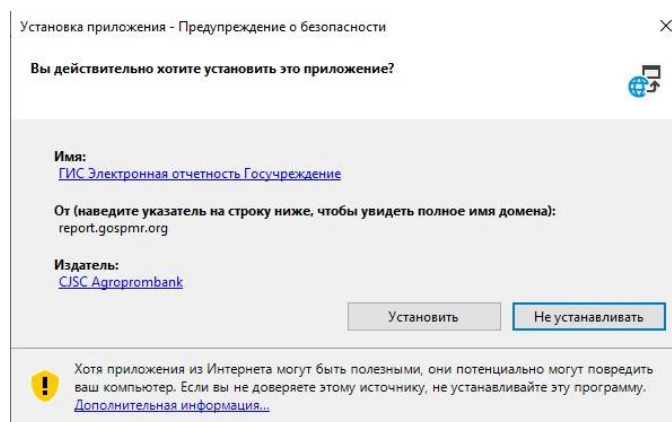 Установка приложения - Предупреждение о безопасности
Вы действительно хотите установить это приложение?
Имя:
ГИС Электронная отчетность Госучреждение
От (наведите указатель на строку ниже, чтобы увидеть полное имя домена):
report.gospmr.org
Издатель:
CJSC Agroprombank
Установить
Не устанавливать
Хотя приложения из Интернета могут быть полезными, они потенциально могут повредить
ваш компьютер. Если вы не доверяете этому источнику, не устанавливайте эту программу.
Дополнительная информация...